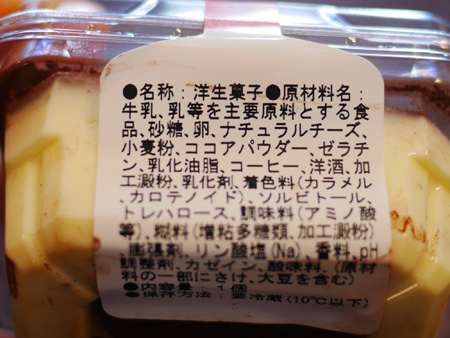 ●名称：洋生菓子●原材料名：
牛乳、乳等を主要原料とする食
品、砂糖、卵、ナチュラルチーズ、
小麦粉、ココアパウダー、ゼラチ
ン、乳化油脂、コーヒー、洋酒、加
工澱粉、乳化剤、着色料（カラメル
、カロテノイド）、ソルビトール、
トレハロース、調味料（アミノ酸
等）、糊料（増粘多糖類、加工澱粉）
、膨張剤、リン酸塩（Na）、香料、pH
調整剤、カゼイン、酸味料、（原材
料の一部にさけ、大豆を含む）
●内容量：1個
●保存方法：要冷蔵（10℃以下）